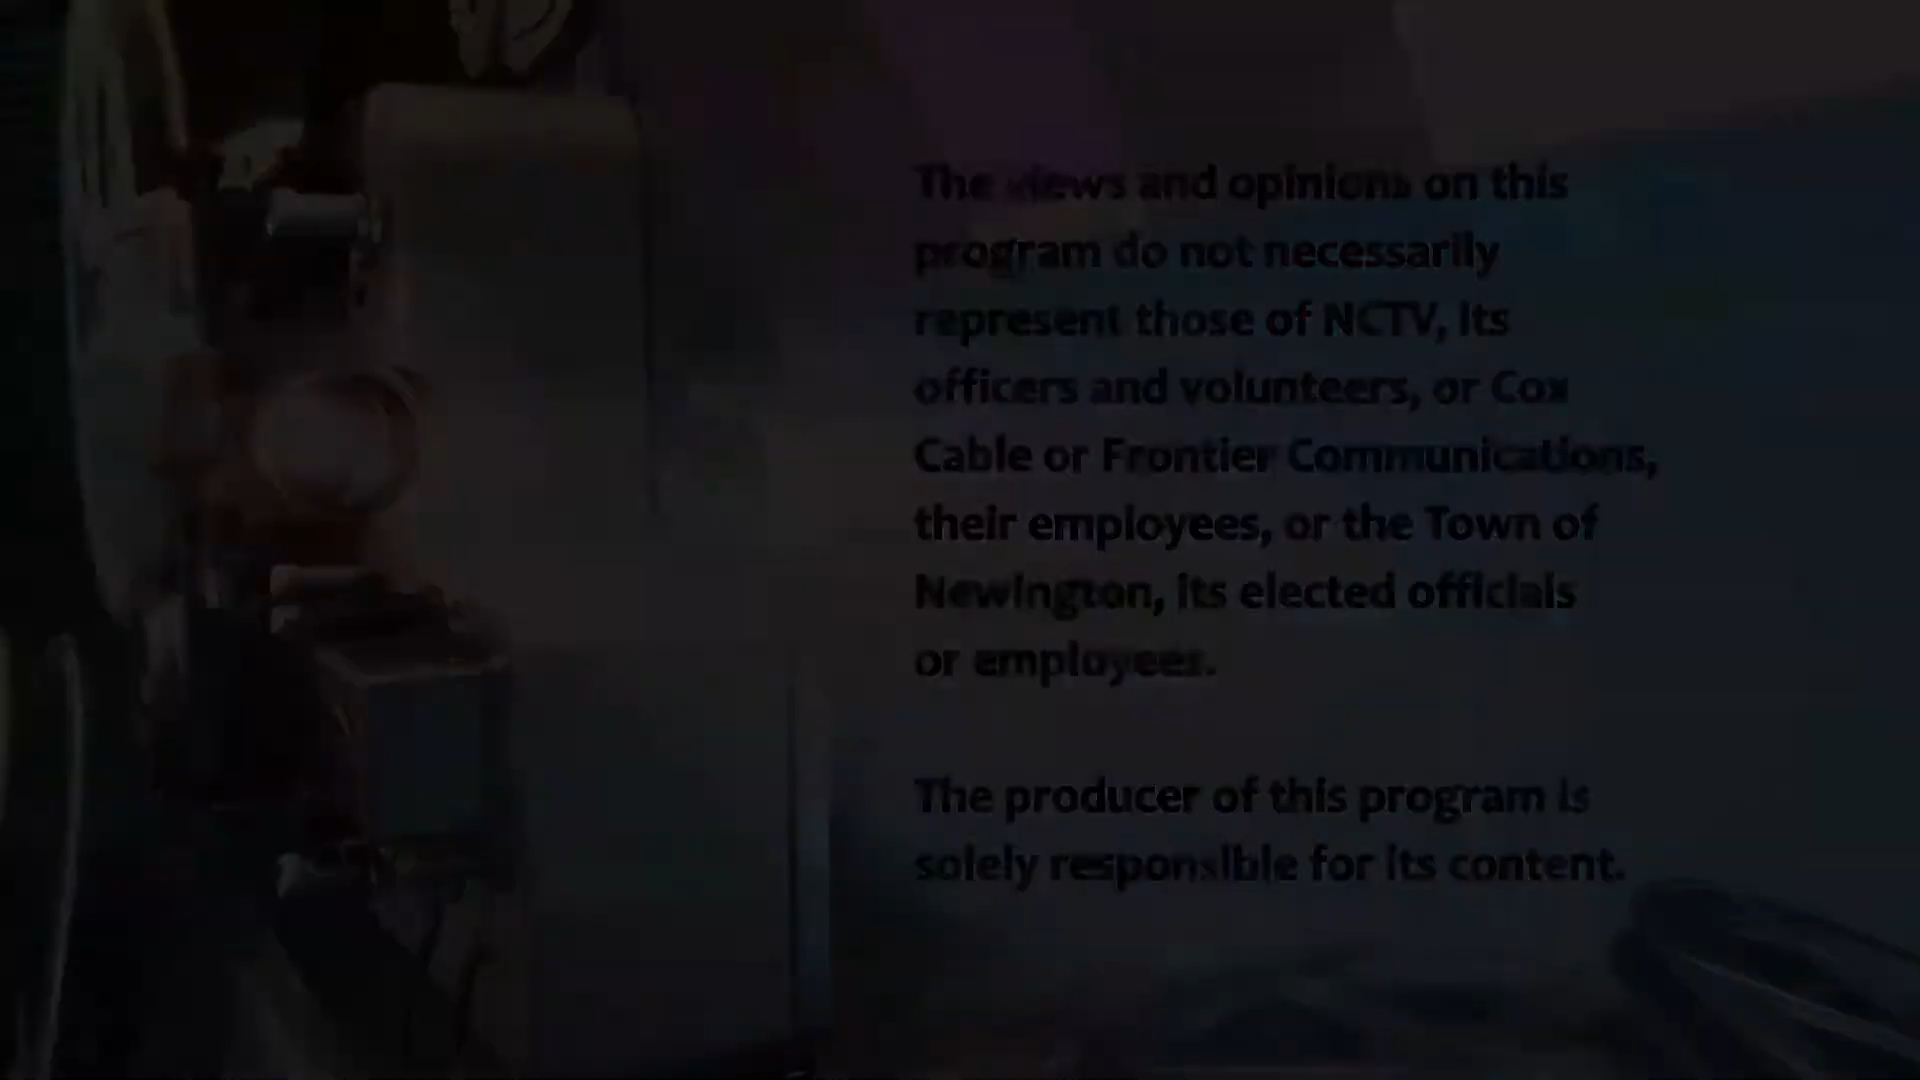 The views and opinions on this
program do not necessarily
represent those of NCTV, its
officers and volunteers, or Cox
Cable or Frontier Communications,
their employees, or the Town of
Newington, its elected officials
or employees.
The producer of this program is
solely responsible for its content.